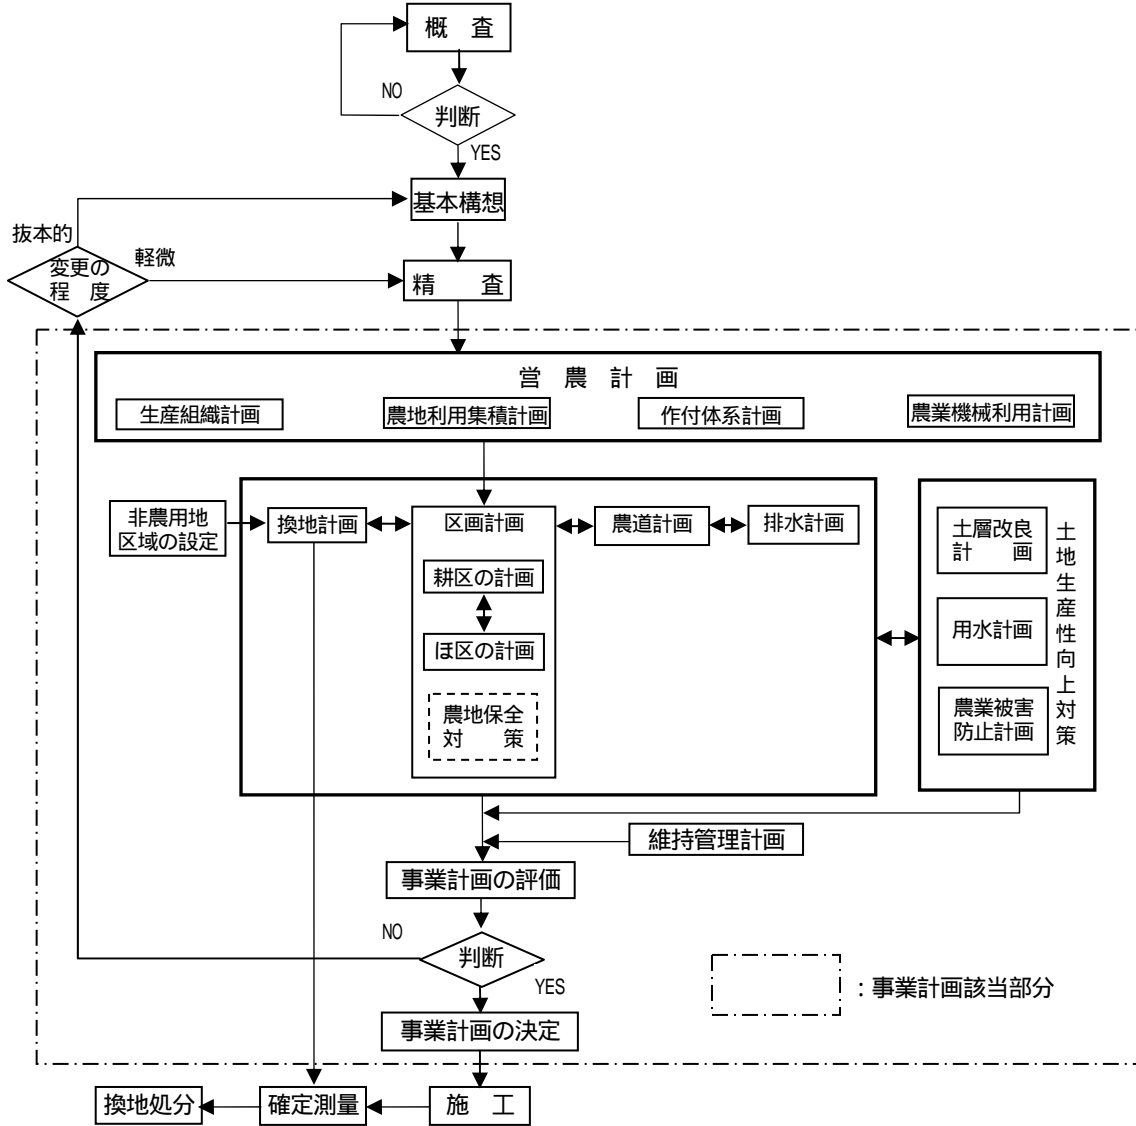 概　査
NO
判断
YES
基本構想
抜本的
軽微
変更の
程　度
精　　査
営　農　計　画
生産組織計画
農地利用集積計画
作付体系計画
農業機械利用計画
非農用地
区域の設定
換地計画
区画計画
農道計画
排水計画
耕区の計画
ほ区の計画
農地保全
対　　策
土層改良
計　　画
用水計画
農業被害
防止計画
土地生産性向上対策
維持管理計画
事業計画の評価
NO
判断
YES
：事業計画該当部分
事業計画の決定
換地処分
確定測量
施　工